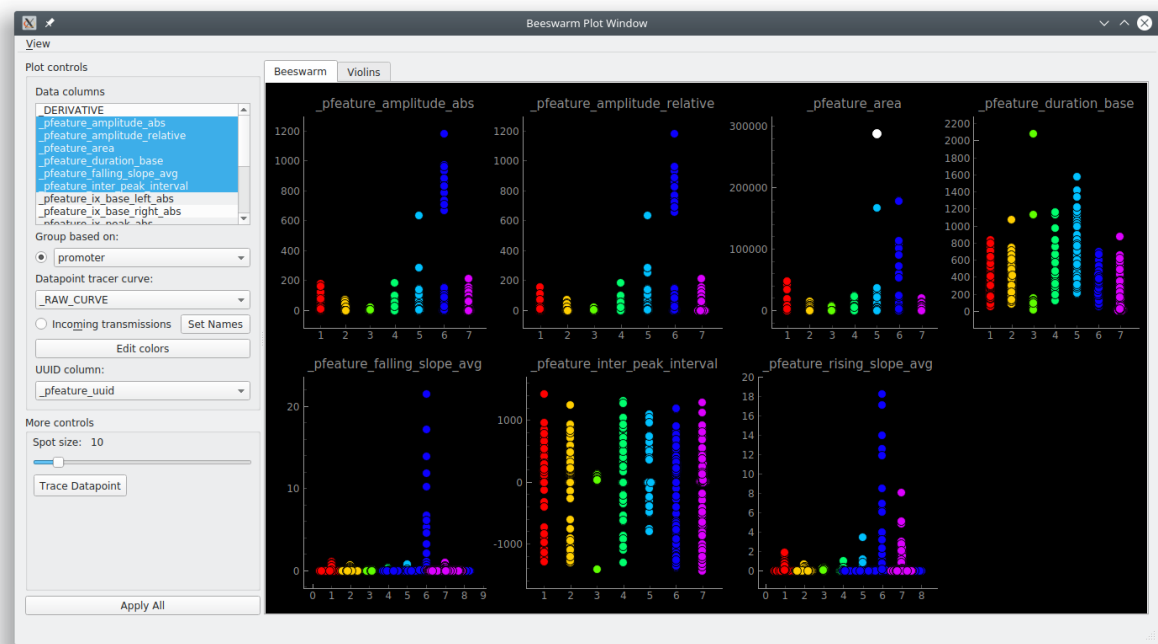 Beeswarm Plot Window
View
Plot controls
Data columns
_DERIVATIVE
_pfeature_amplitude_abs
_pfeature_amplitude_relative
_pfeature_area
_pfeature_duration_base
_pfeature_falling_slope_avg
_pfeature_inter_peak_interval
_pfeature_ix_base_left_abs
_pfeature_ix_base_right_abs
_pfeature_ix_peak_abs
Group based on:
promoter
Datapoint tracer curve:
_RAW_CURVE
Incoming transmissions
Set Names
Edit colors
UUID column:
_pfeature_uuid
More controls
Spot size: 10
Trace Datapoint
Apply All
Beeswarm Violins
_pfeature_amplitude_abs
1200
1000
800
600
400
200
0
1 2 3 4 5 6 7
_pfeature_amplitude_relative
1200
1000
800
600
400
200
0
1 2 3 4 5 6 7
_pfeature_area
300000
200000
100000
0
1 2 3 4 5 6 7
_pfeature_duration_base
2200
2000
1800
1600
1400
1200
1000
800
600
400
200
0
1 2 3 4 5 6 7
_pfeature_falling_slope_avg
20
10
0
0 1 2 3 4 5 6 7 8 9
_pfeature_inter_peak_interval
1000
0
-1000
1 2 3 4 5 6 7
_pfeature_rising_slope_avg
20
18
16
14
12
10
8
6
4
2
0
0 1 2 3 4 5 6 7 8